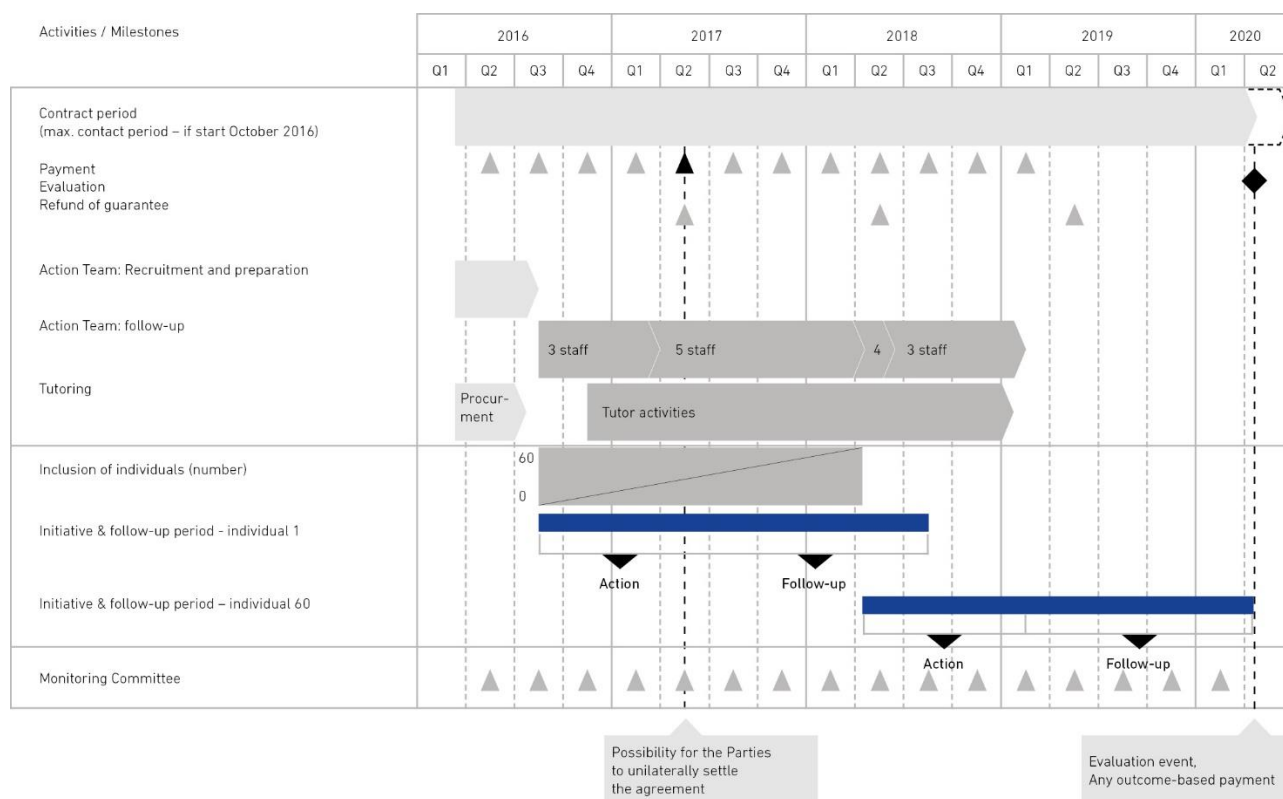 Activities / Milestones
2016 2017 2018 2019 2020
Q1 Q2 Q3 Q4 Q1 Q2 Q3 Q4 Q1 Q2 Q3 Q4 Q1 Q2 Q3 Q4 Q1 Q2
Contract period
(max. contact period – if start October 2016)
Payment
Evaluation
Refund of guarantee
Action Team: Recruitment and preparation
Action Team: follow-up
3 staff 5 staff 4 3 staff
Tutoring
Procur-
ment
Tutor activities
Inclusion of individuals (number)
60
0
Initiative & follow-up period - individual 1
Action Follow-up
Initiative & follow-up period – individual 60
Action Follow-up
Monitoring Committee
Possibility for the Parties
to unilaterally settle
the agreement
Evaluation event,
Any outcome-based payment